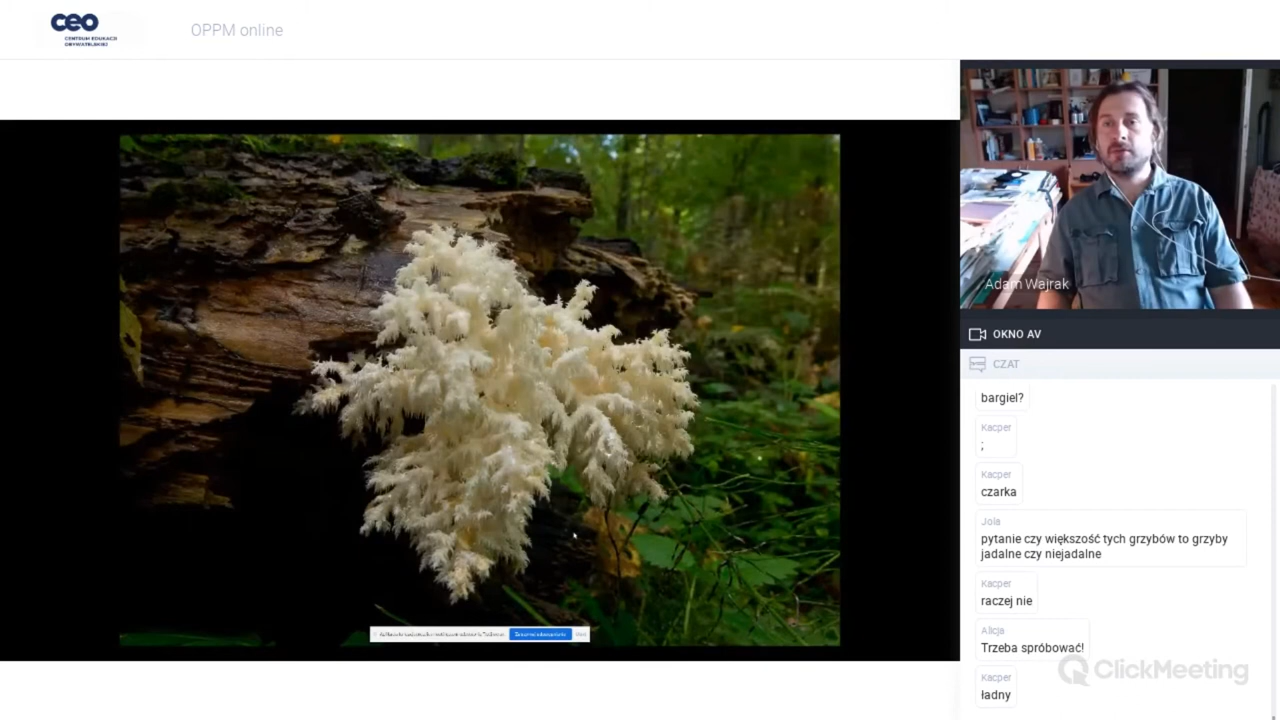 ceo
CENTRUM EDUKACJI
OBYWATELSKIEJ
OPPM online
Adam Wajrak
OKNO AV
CZAT
bargiel?
Kacper
;
Kacper
czarka
Jola
pytanie czy większość tych grzybów to grzyby
jadalne czy niejadalne
Kacper
raczej nie
Alicja
Trzeba spróbować!
ClickMeeting
Kacper
ładny